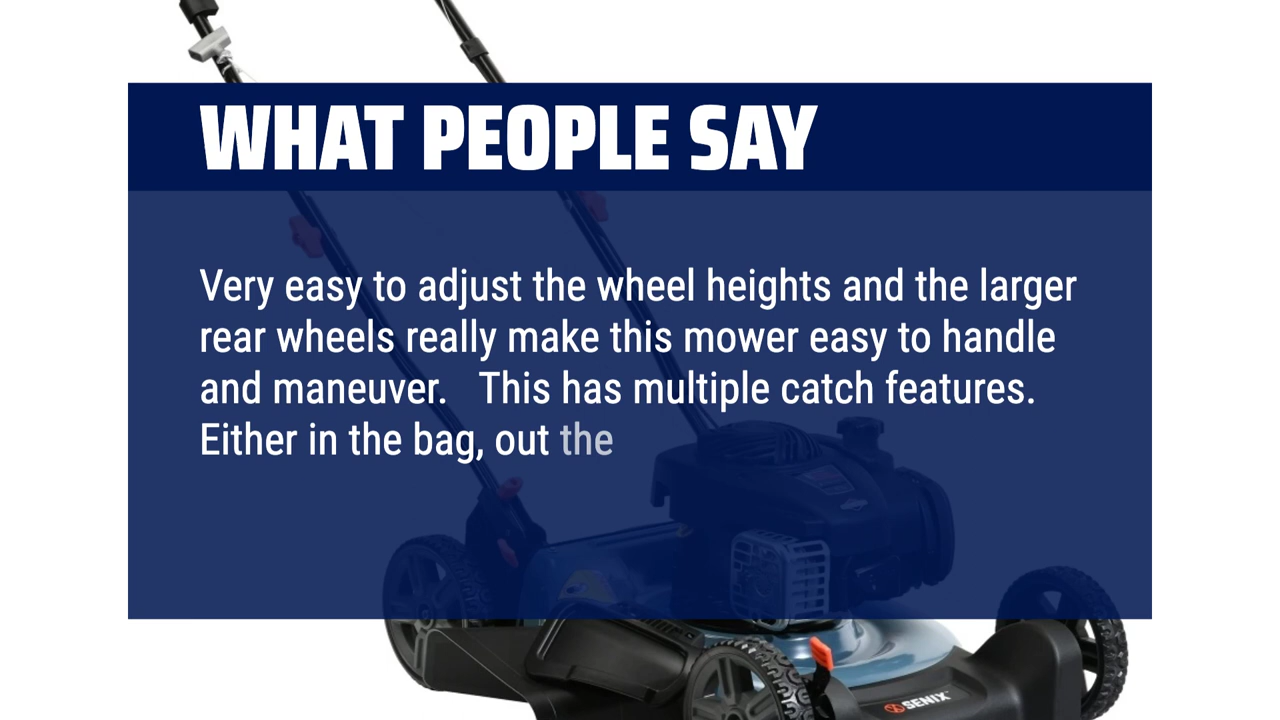 WHAT PEOPLE SAY
Very easy to adjust the wheel heights and the larger
rear wheels really make this mower easy to handle
and maneuver.   This has multiple catch features.
Either in the bag, out the
SENIX